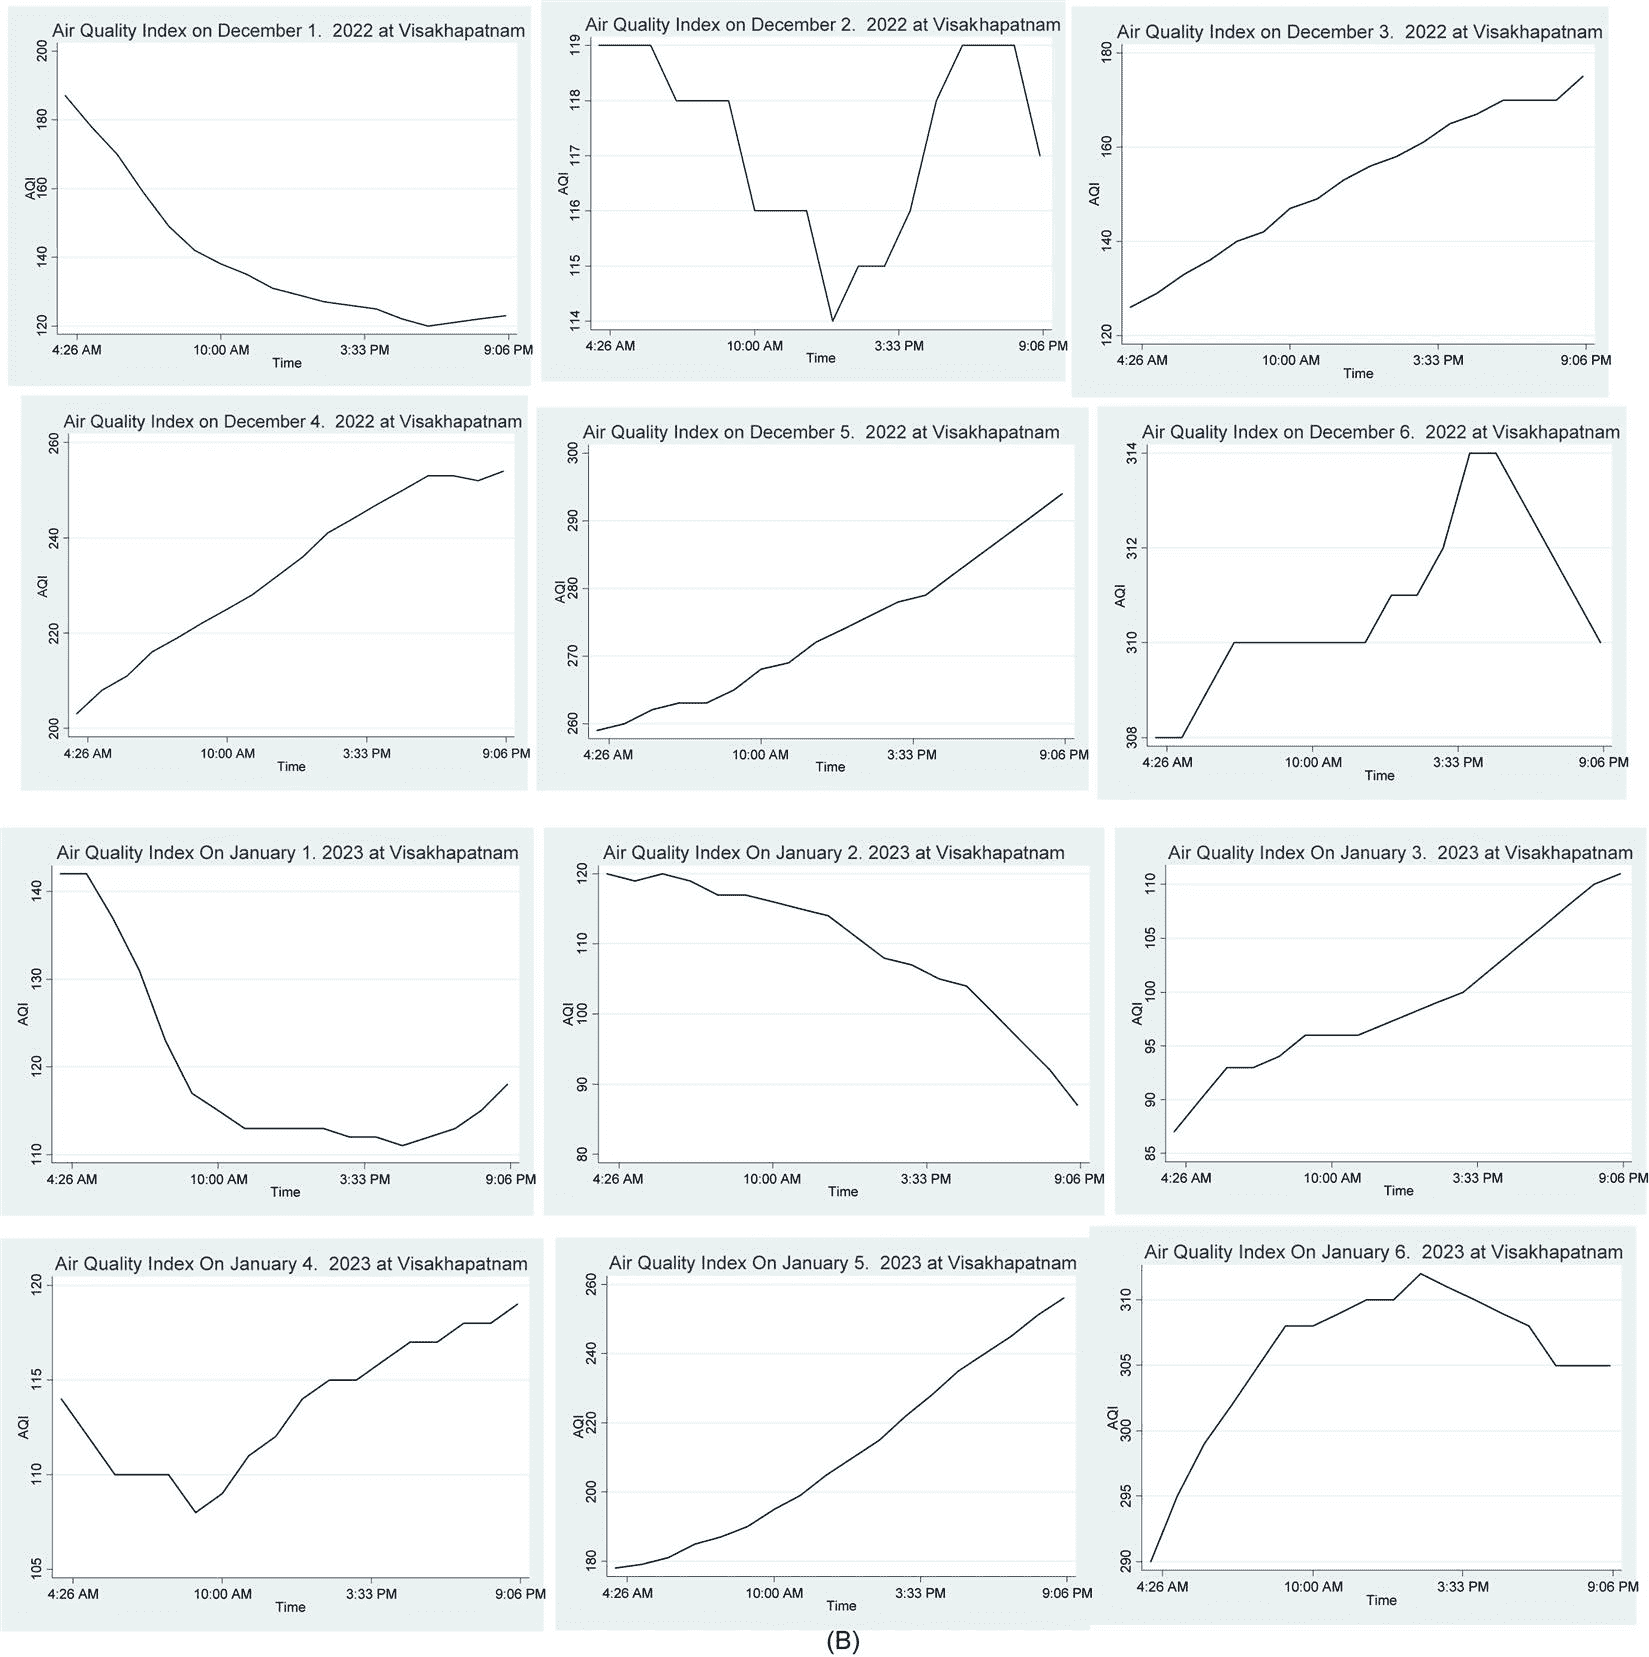 Air Quality Index on December 1.  2022 at Visakhapatnam
200
180
160
140
120
AQI
4:26 AM 10:00 AM 3:33 PM 9:06 PM
Time
Air Quality Index on December 2.  2022 at Visakhapatnam
119
118
117
116
115
114
AQI
4:26 AM 10:00 AM 3:33 PM 9:06 PM
Time
Air Quality Index on December 3.  2022 at Visakhapatnam
180
160
140
120
AQI
4:26 AM 10:00 AM 3:33 PM 9:06 PM
Time
Air Quality Index on December 4.  2022 at Visakhapatnam
260
240
220
200
AQI
4:26 AM 10:00 AM 3:33 PM 9:06 PM
Time
Air Quality Index on December 5.  2022 at Visakhapatnam
300
290
280
270
260
AQI
4:26 AM 10:00 AM 3:33 PM 9:06 PM
Time
Air Quality Index on December 6.  2022 at Visakhapatnam
314
312
310
308
AQI
4:26 AM 10:00 AM 3:33 PM 9:06 PM
Time
Air Quality Index On January 1. 2023 at Visakhapatnam
140
130
120
110
AQI
4:26 AM 10:00 AM 3:33 PM 9:06 PM
Time
Air Quality Index On January 2. 2023 at Visakhapatnam
120
110
100
90
80
AQI
4:26 AM 10:00 AM 3:33 PM 9:06 PM
Time
Air Quality Index On January 3.  2023 at Visakhapatnam
110
105
100
95
90
85
AQI
4:26 AM 10:00 AM 3:33 PM 9:06 PM
Time
Air Quality Index On January 4.  2023 at Visakhapatnam
120
115
110
105
AQI
4:26 AM 10:00 AM 3:33 PM 9:06 PM
Time
Air Quality Index On January 5.  2023 at Visakhapatnam
260
240
220
200
180
AQI
4:26 AM 10:00 AM 3:33 PM 9:06 PM
Time
Air Quality Index On January 6.  2023 at Visakhapatnam
310
305
300
295
290
AQI
4:26 AM 10:00 AM 3:33 PM 9:06 PM
Time
(B)